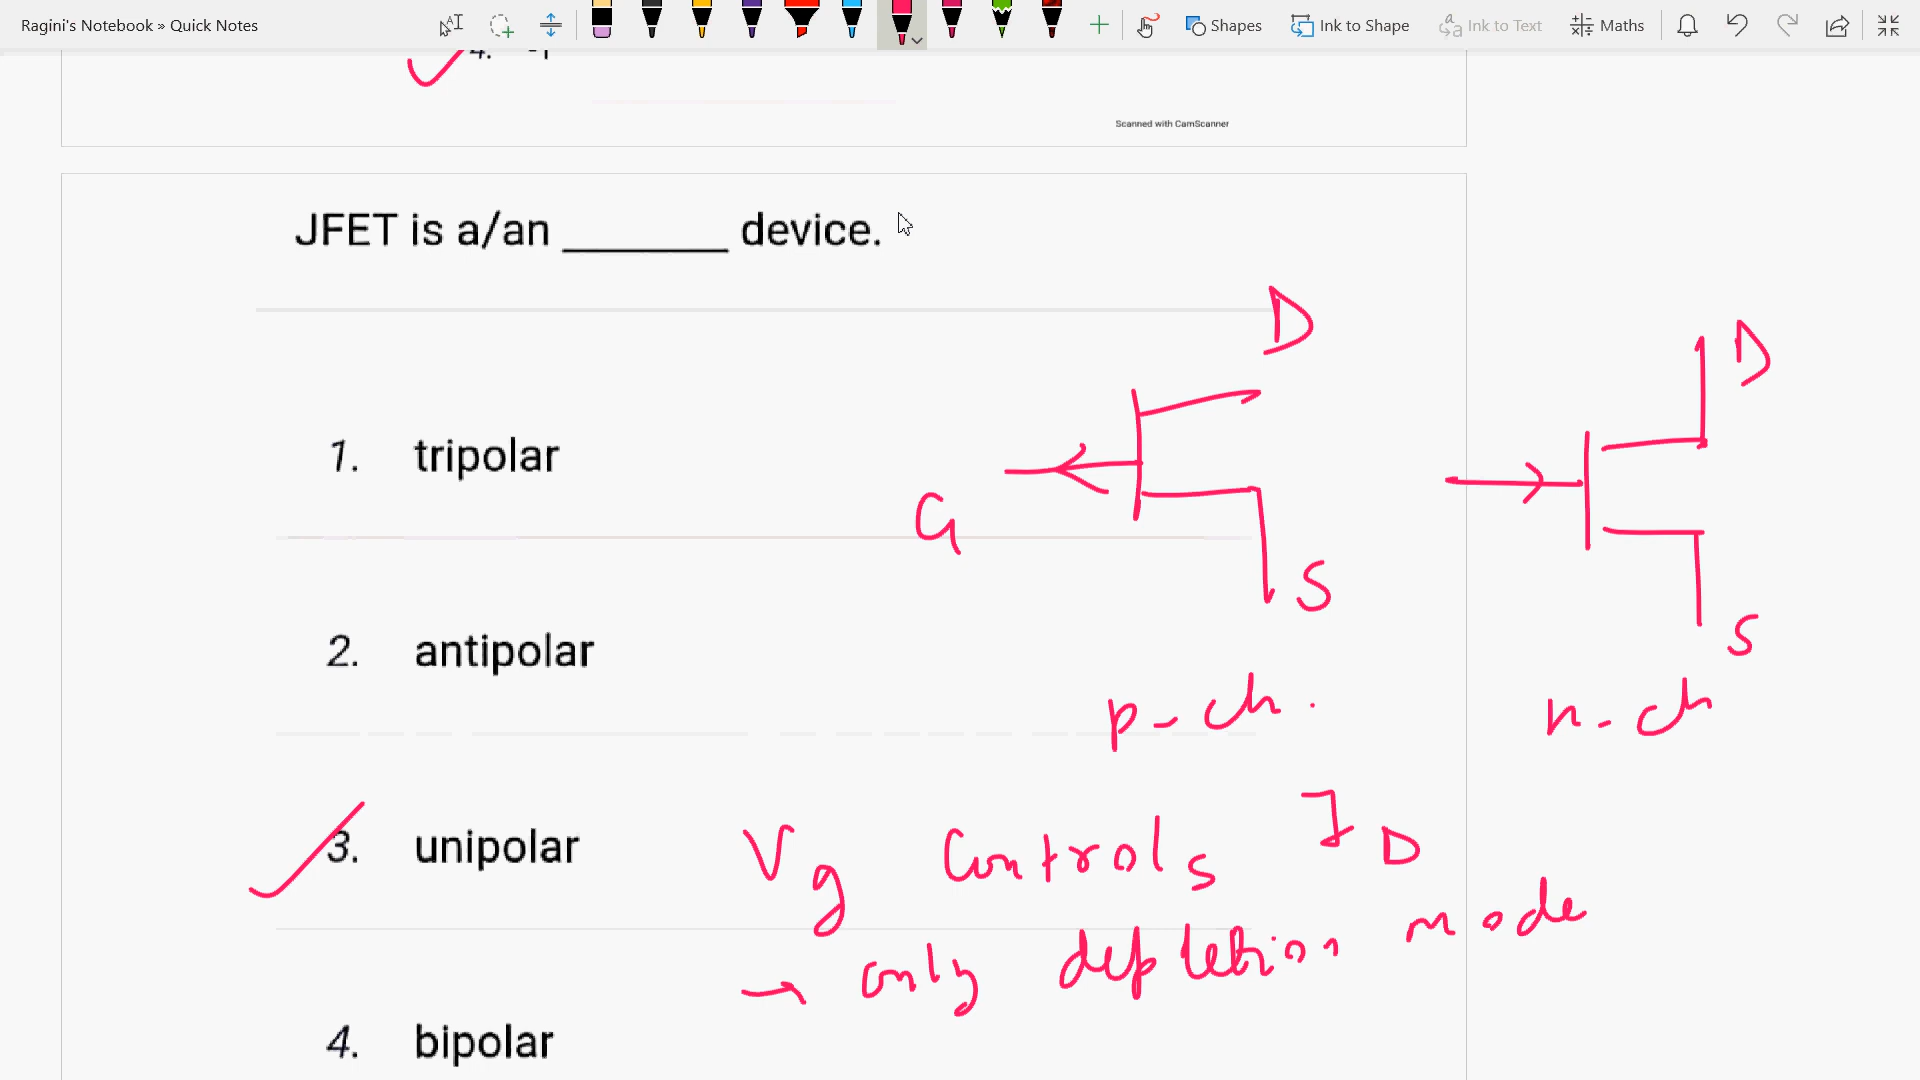 Ragini's Notebook » Quick Notes
Shapes Ink to Shape Ink to Text Maths
4.
Scanned with CamScanner
JFET is a/an _______ device.
D
D
1. tripolar
G
S
S
2. antipolar
p-ch. n-ch
3. unipolar Vg Controls ID
→ only depletion mode
4. bipolar